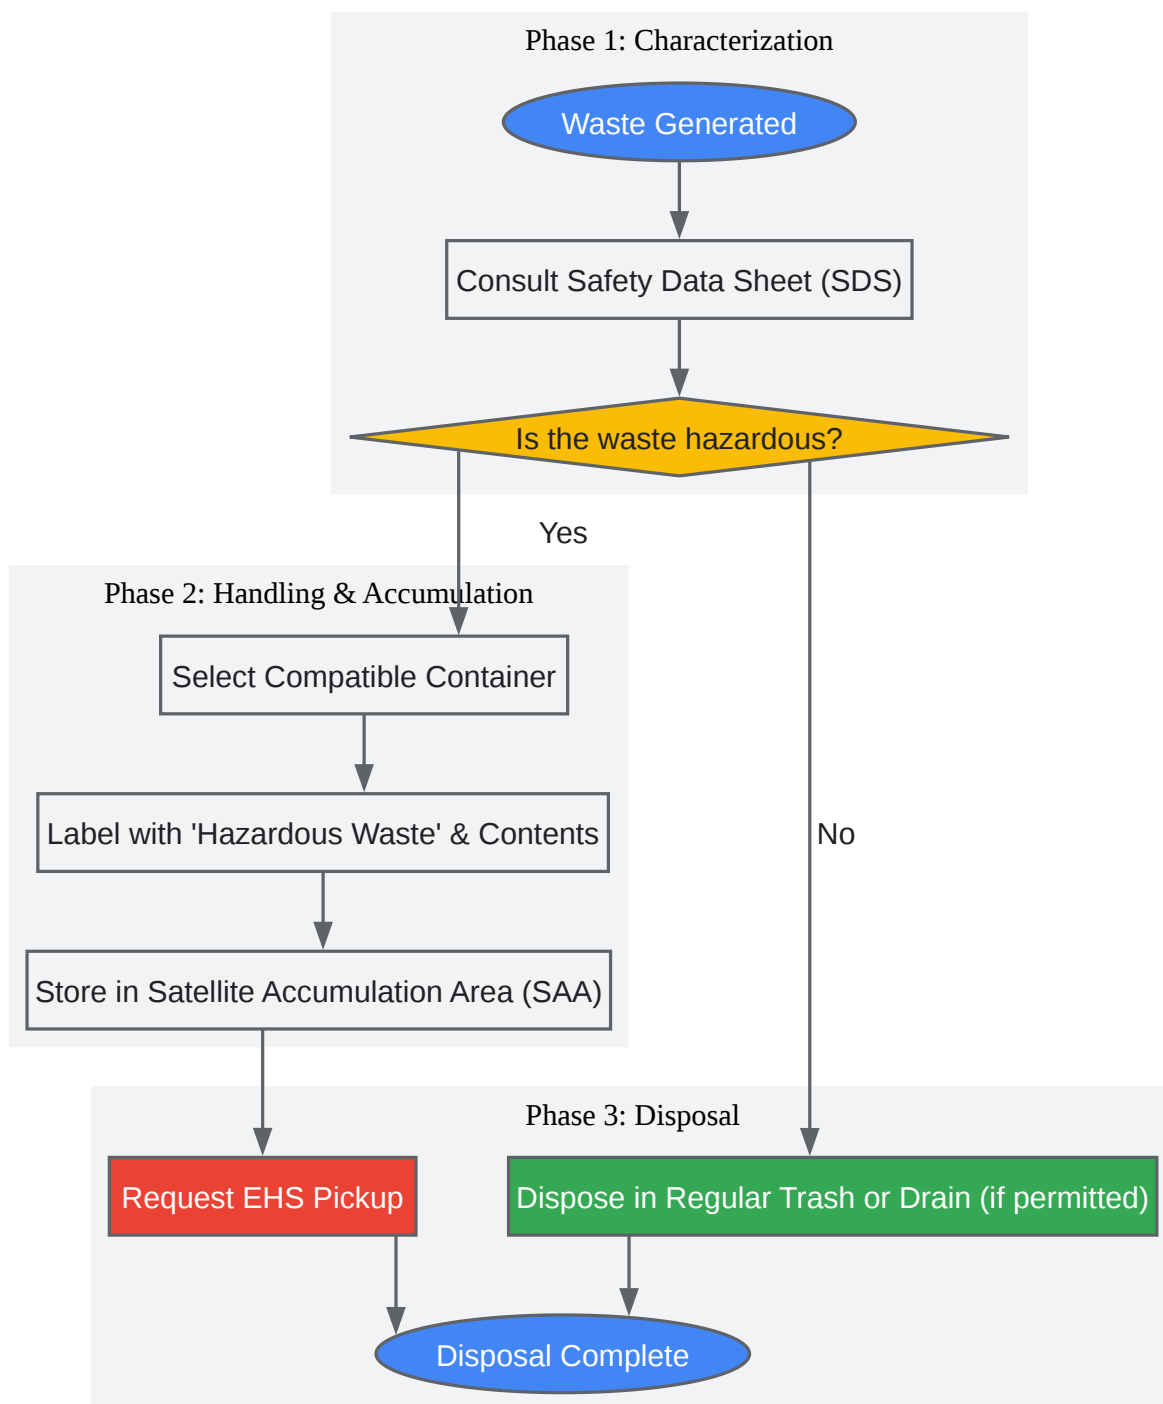 Phase 1: Characterization
Waste Generated
Consult Safety Data Sheet (SDS)
Is the waste hazardous?
Yes
Phase 2: Handling & Accumulation
Select Compatible Container
Label with 'Hazardous Waste' & Contents
No
Store in Satellite Accumulation Area (SAA)
Phase 3: Disposal
Request EHS Pickup
Dispose in Regular Trash or Drain (if permitted)
Disposal Complete